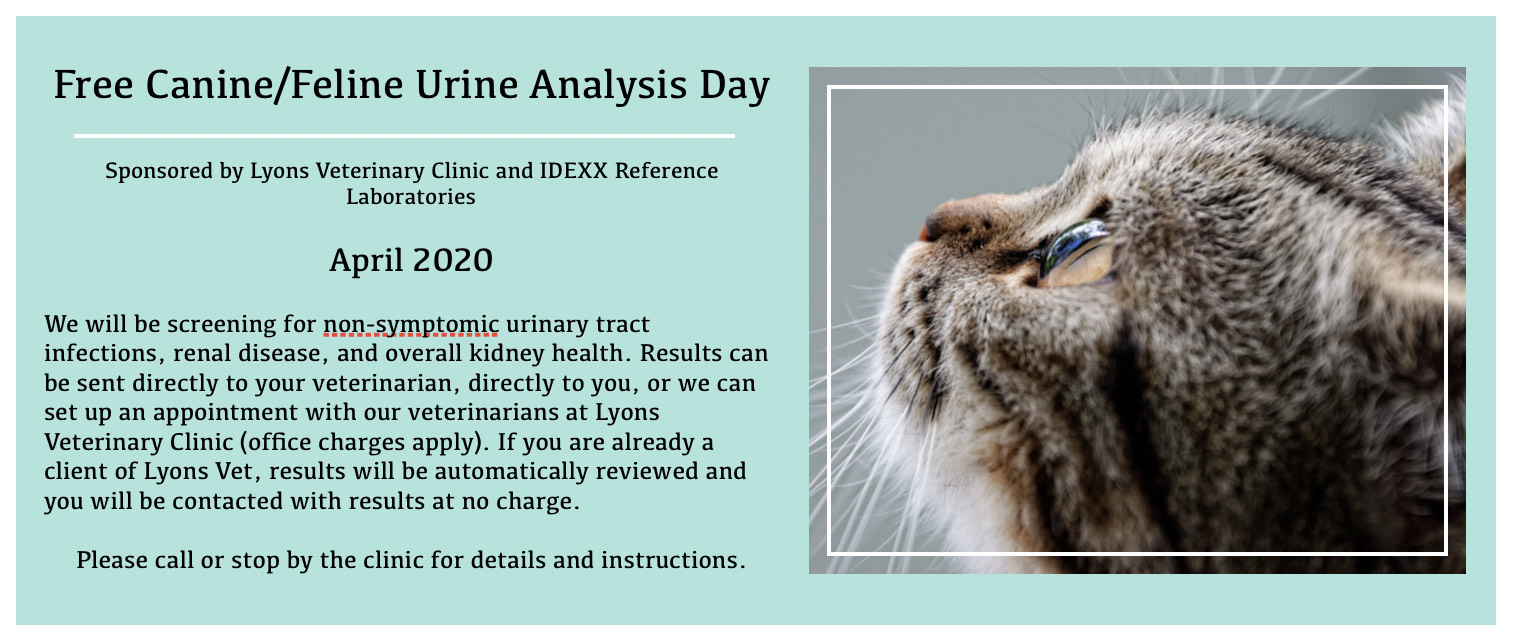 Free Canine/Feline Urine Analysis Day
Sponsored by Lyons Veterinary Clinic and IDEXX Reference
Laboratories
April 2020
We will be screening for non-symptomic urinary tract
infections, renal disease, and overall kidney health. Results can
be sent directly to your veterinarian, directly to you, or we can
set up an appointment with our veterinarians at Lyons
Veterinary Clinic (office charges apply). If you are already a
client of Lyons Vet, results will be automatically reviewed and
you will be contacted with results at no charge.
Please call or stop by the clinic for details and instructions.